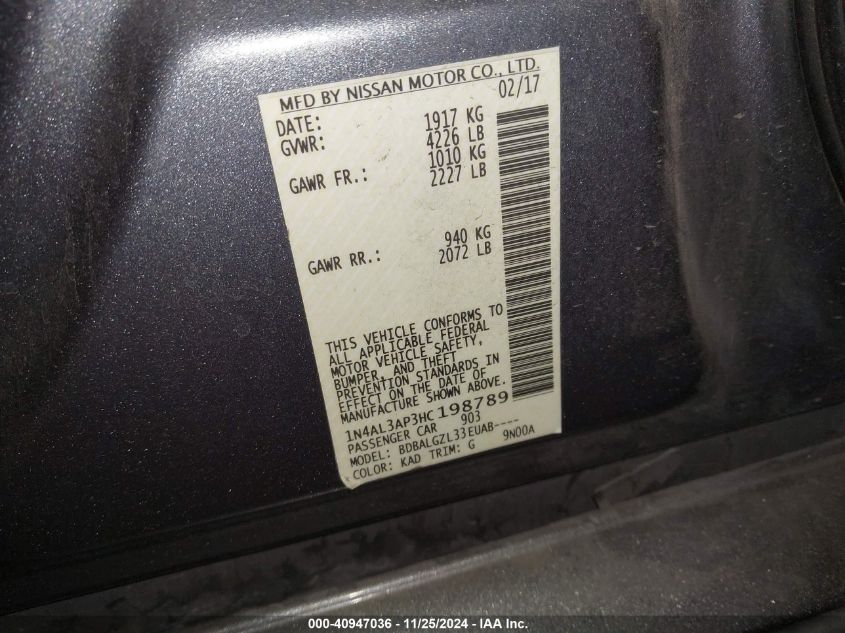 MFD BY NISSAN MOTOR CO., LTD.
DATE: 02/17
GVWR: 1917 KG
4226 LB
GAWR FR.: 1010 KG
2227 LB
GAWR RR.: 940 KG
2072 LB
THIS VEHICLE CONFORMS TO
ALL APPLICABLE FEDERAL
MOTOR VEHICLE SAFETY,
BUMPER, AND THEFT
PREVENTION STANDARDS IN
EFFECT ON THE DATE OF
MANUFACTURE SHOWN ABOVE.
1N4AL3AP3HC198789
PASSENGER CAR 903
MODEL: BDBALGZL33EUAB----
COLOR: KAD TRIM: G 9N00A
000-40947036 - 11/25/2024 - IAAI.com